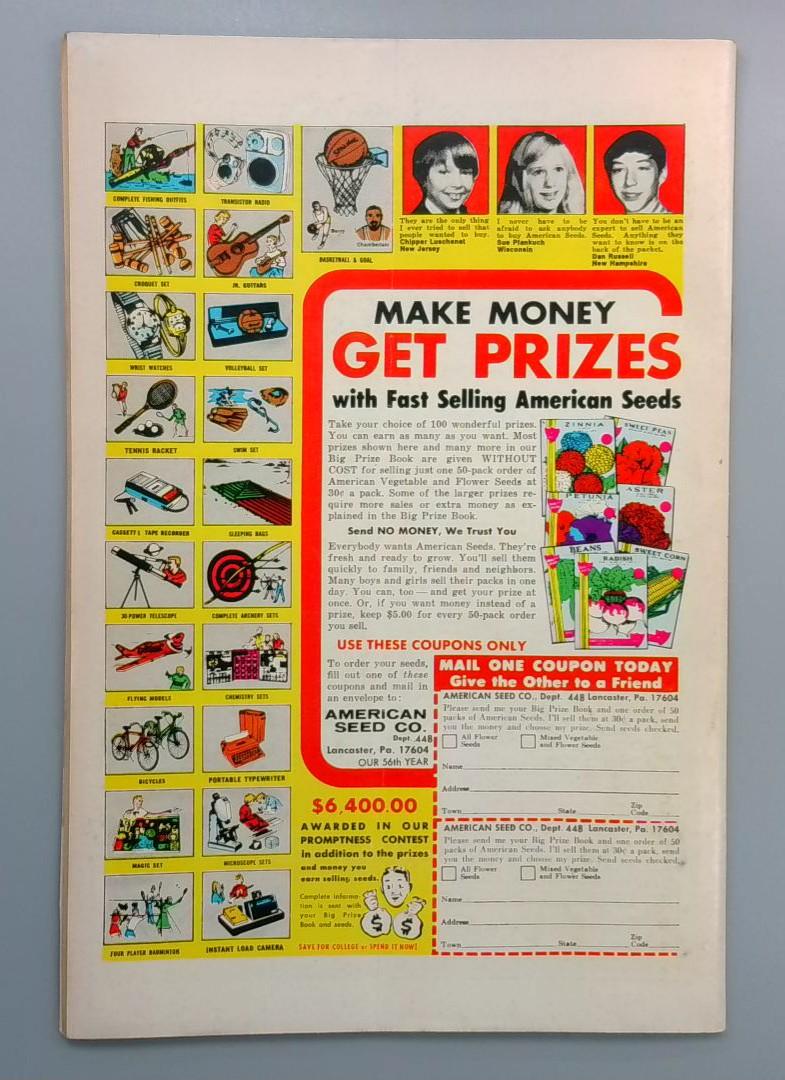 COMPLETE FISHING OUTFITS
TRANSISTOR RADIO
CROQUET SET
JR. GUITARS
WRIST WATCHES
VOLLEYBALL SET
TENNIS RACKET
SWIM SET
CASSETTE TAPE RECORDER
SLEEPING BAGS
30-POWER TELESCOPE
COMPLETE ARCHERY SETS
FLYING MODELS
CHEMISTRY SETS
BICYCLES
PORTABLE TYPEWRITER
MAGIC SET
MICROSCOPE SETS
FOUR PLAYER BADMINTON
INSTANT LOAD CAMERA
SPALDING
Barry
Chamberlain
BASKETBALL & GOAL
They are the only thing
I ever tried to sell that
people wanted to buy.
Chipper Luschenat
New Jersey
I never have to be
afraid to ask anybody
to buy American Seeds.
Sue Plankuch
Wisconsin
You don't have to be an
expert to sell American
Seeds. Anything they
want to know is on the
back of the packet.
Dan Russell
New Hampshire
MAKE MONEY
GET PRIZES
with Fast Selling American Seeds
Take your choice of 100 wonderful prizes.
You can earn as many as you want. Most
prizes shown here and many more in our
Big Prize Book are given WITHOUT
COST for selling just one 50-pack order of
American Vegetable and Flower Seeds at
30¢ a pack. Some of the larger prizes re-
quire more sales or extra money as ex-
plained in the Big Prize Book.
Send NO MONEY, We Trust You
Everybody wants American Seeds. They're
fresh and ready to grow. You'll sell them
quickly to family, friends and neighbors.
Many boys and girls sell their packs in one
day. You can, too — and get your prize at
once. Or, if you want money instead of a
prize, keep $5.00 for every 50-pack order
you sell.
ZINNIA
SWEET PEAS
PETUNIA
ASTER
BEANS
RADISH
SWEET CORN
USE THESE COUPONS ONLY
To order your seeds,
fill out one of these
coupons and mail in
an envelope to:
AMERICAN
SEED CO.
Dept. 448
Lancaster, Pa. 17604
OUR 56th YEAR
MAIL ONE COUPON TODAY
Give the Other to a Friend
AMERICAN SEED CO., Dept. 448 Lancaster, Pa. 17604
Please send me your Big Prize Book and one order of 50
packs of American Seeds. I'll sell them at 30¢ a pack, send
you the money and choose my prize. Send seeds checked.
All Flower Seeds
Mixed Vegetable and Flower Seeds
Name
Address
Town State Zip Code
AMERICAN SEED CO., Dept. 448 Lancaster, Pa. 17604
Please send me your Big Prize Book and one order of 50
packs of American Seeds. I'll sell them at 30¢ a pack, send
you the money and choose my prize. Send seeds checked.
All Flower Seeds
Mixed Vegetable and Flower Seeds
Name
Address
Town State Zip Code
$6,400.00
AWARDED IN OUR
PROMPTNESS CONTEST
in addition to the prizes
and money you
earn selling seeds.
Complete informa-
tion is sent with
your Big Prize
Book and seeds.
$ $
SAVE FOR COLLEGE or SPEND IT NOW!